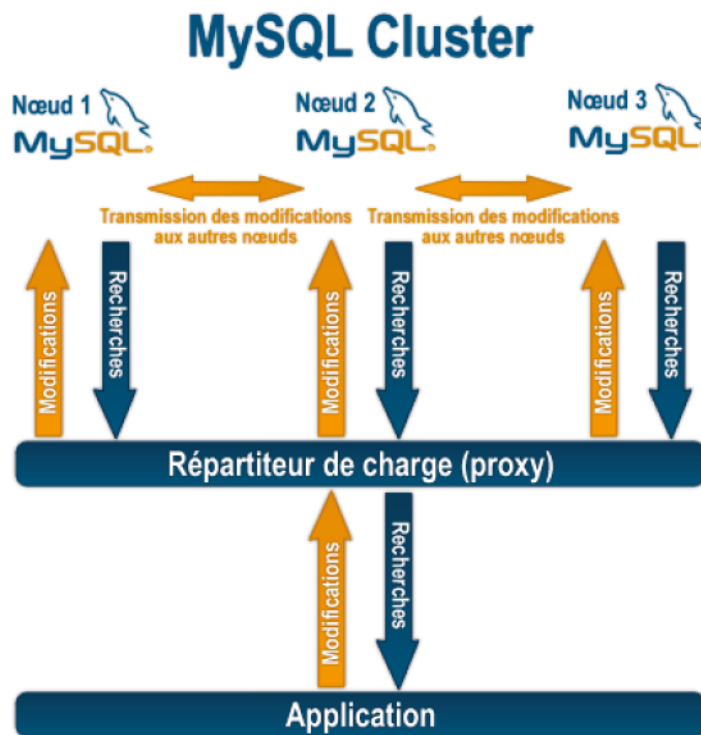 MySQL Cluster
Nœud 1
MySQL®
Nœud 2
MySQL®
Nœud 3
MySQL®
Transmission des modifications
aux autres nœuds
Transmission des modifications
aux autres nœuds
Modifications
Recherches
Modifications
Recherches
Modifications
Recherches
Répartiteur de charge (proxy)
Modifications
Recherches
Application